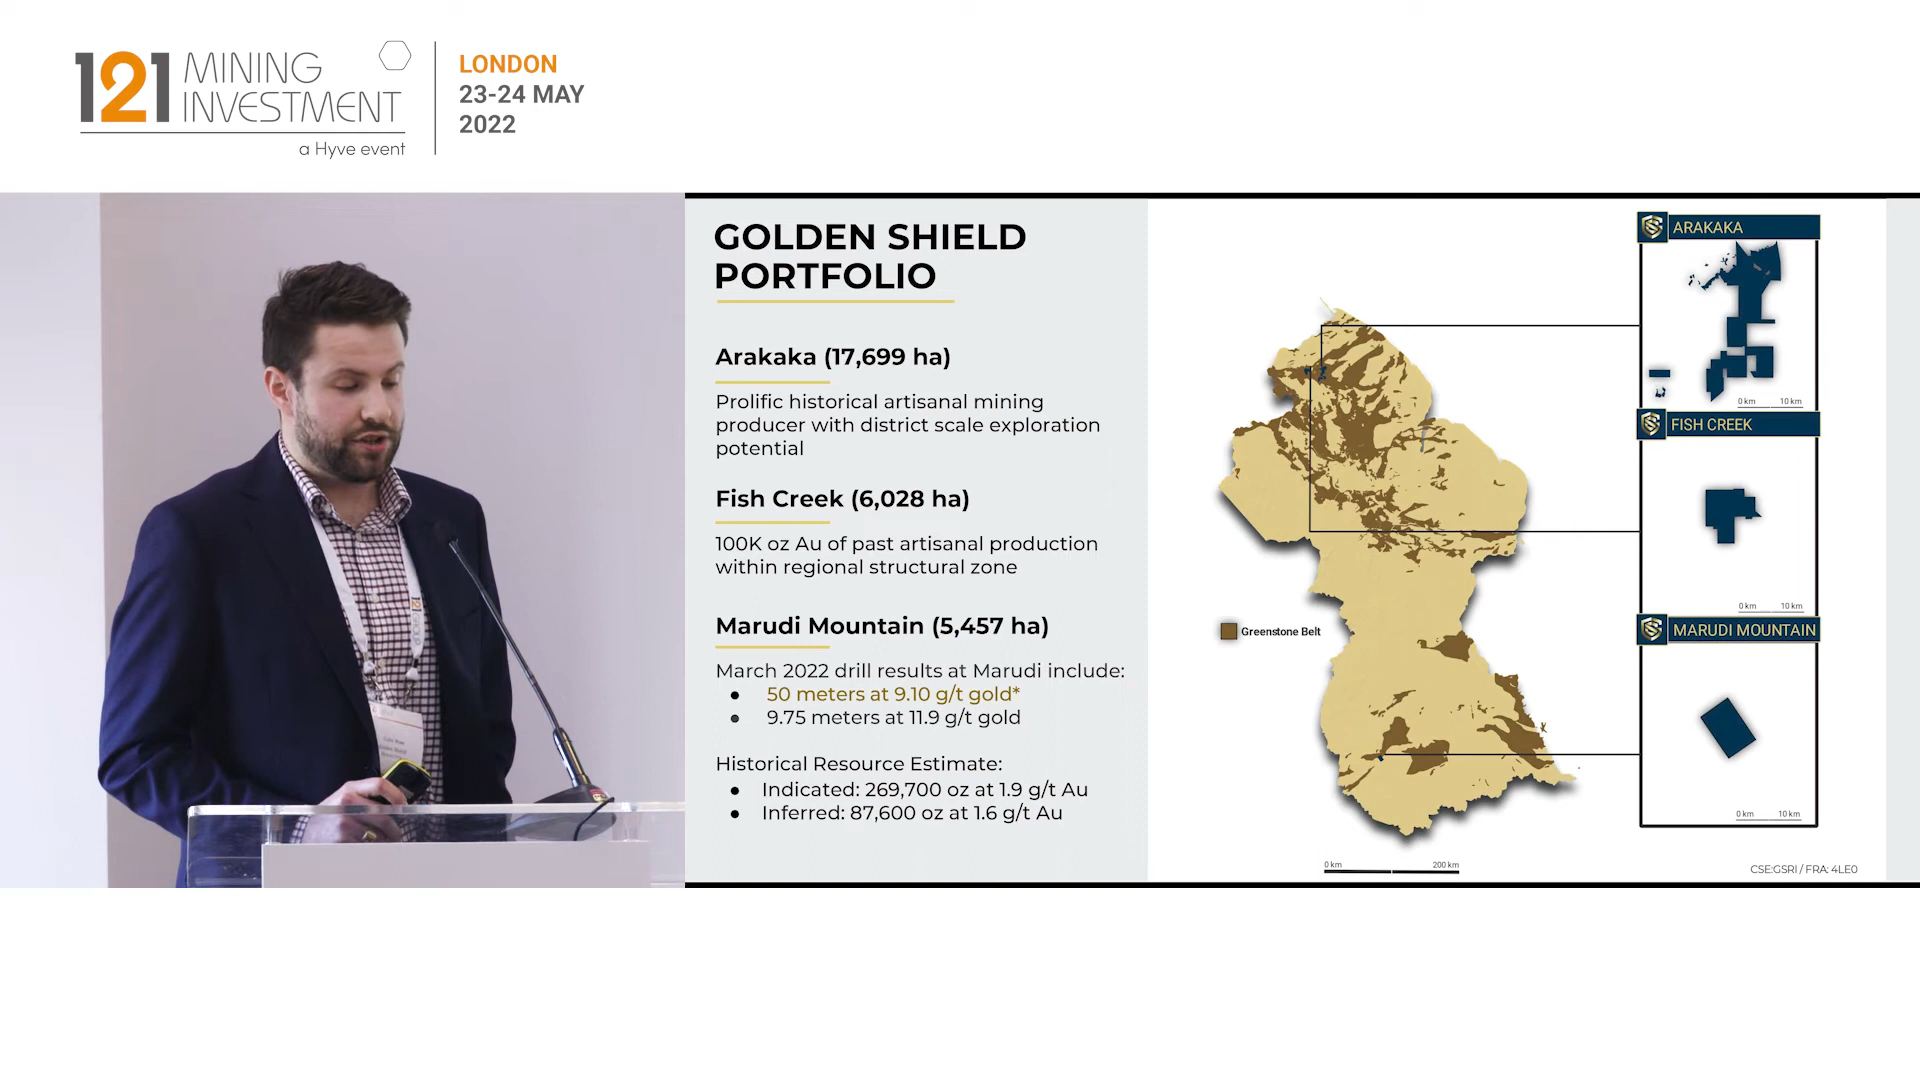 121 MINING
INVESTMENT
a Hyve event
LONDON
23-24 MAY
2022
GOLDEN SHIELD
PORTFOLIO
Arakaka (17,699 ha)
Prolific historical artisanal mining
producer with district scale exploration
potential
Fish Creek (6,028 ha)
100K oz Au of past artisanal production
within regional structural zone
Marudi Mountain (5,457 ha)
March 2022 drill results at Marudi include:
● 50 meters at 9.10 g/t gold*
● 9.75 meters at 11.9 g/t gold
Historical Resource Estimate:
● Indicated: 269,700 oz at 1.9 g/t Au
● Inferred: 87,600 oz at 1.6 g/t Au
Greenstone Belt
0 km 200 km
ARAKAKA
0 km 10 km
FISH CREEK
0 km 10 km
MARUDI MOUNTAIN
0 km 10 km
CSE:GSRI / FRA: 4LE0